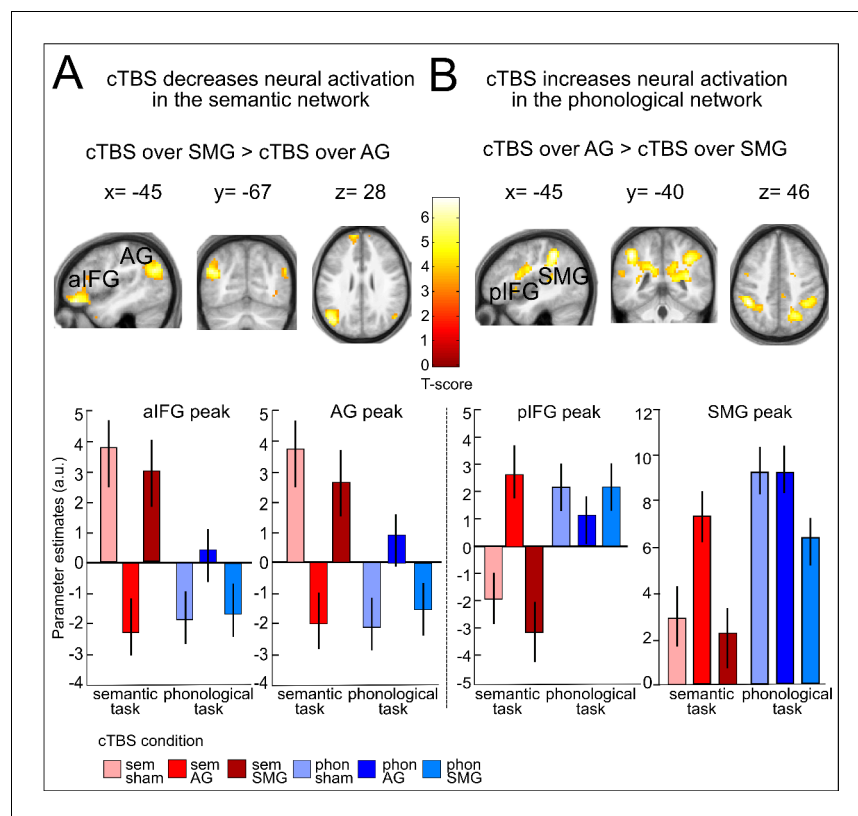 A
cTBS decreases neural activation
in the semantic network
cTBS over SMG > cTBS over AG
x= -45 y= -67 z= 28
AG
aIFG
B
cTBS increases neural activation
in the phonological network
cTBS over AG > cTBS over SMG
x= -45 y= -40 z= 46
pIFG
SMG
6
5
4
3
2
1
0
T-score
aIFG peak
Parameter estimates (a.u.)
5
4
3
2
1
0
-1
-2
-3
-4
semantic phonological
task task
AG peak
5
4
3
2
1
0
-1
-2
-3
-4
semantic phonological
task task
pIFG peak
5
4
3
2
1
0
-1
-2
-3
-4
-5
semantic phonological
task task
SMG peak
12
10
8
6
4
2
0
semantic phonological
task task
cTBS condition
sem sem sem phon phon phon
sham AG SMG sham AG SMG